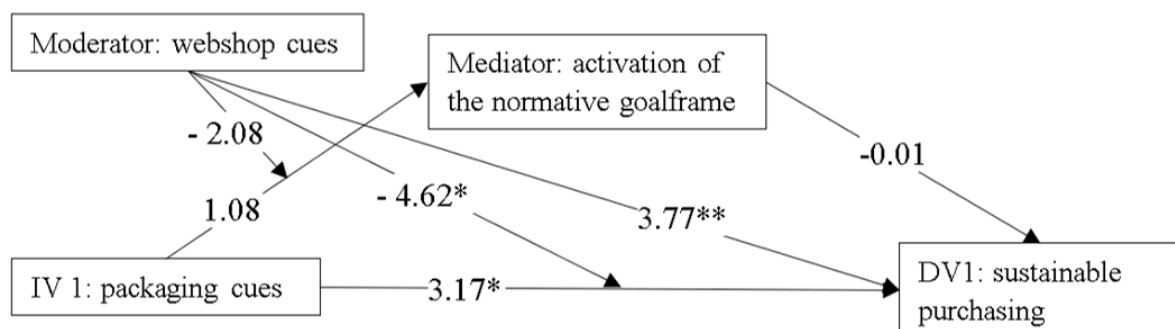 Moderator: webshop cues
Mediator: activation of
the normative goalframe
- 2.08
-0.01
- 4.62*
1.08
3.77**
IV 1: packaging cues
3.17*
DV1: sustainable
purchasing